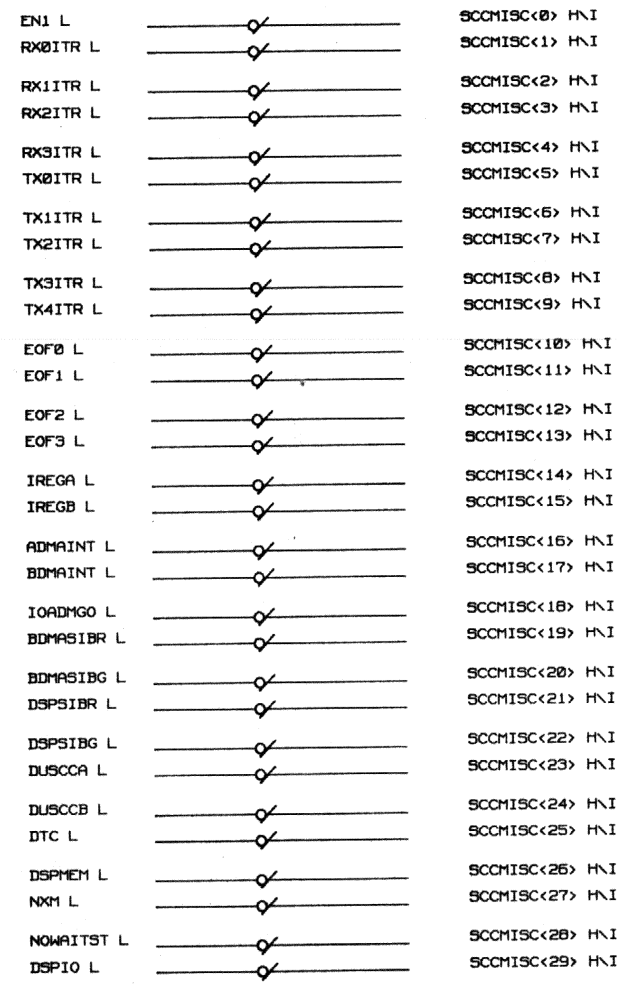 EN1 L SCCMISC<0> H\I
RX0ITR L SCCMISC<1> H\I
RX1ITR L SCCMISC<2> H\I
RX2ITR L SCCMISC<3> H\I
RX3ITR L SCCMISC<4> H\I
TX0ITR L SCCMISC<5> H\I
TX1ITR L SCCMISC<6> H\I
TX2ITR L SCCMISC<7> H\I
TX3ITR L SCCMISC<8> H\I
TX4ITR L SCCMISC<9> H\I
EOF0 L SCCMISC<10> H\I
EOF1 L SCCMISC<11> H\I
EOF2 L SCCMISC<12> H\I
EOF3 L SCCMISC<13> H\I
IREGA L SCCMISC<14> H\I
IREGB L SCCMISC<15> H\I
ADMAINT L SCCMISC<16> H\I
BDMAINT L SCCMISC<17> H\I
IOADMGO L SCCMISC<18> H\I
BDMASIBR L SCCMISC<19> H\I
BDMASIBG L SCCMISC<20> H\I
DSPSIBR L SCCMISC<21> H\I
DSPSIBG L SCCMISC<22> H\I
DUSCCA L SCCMISC<23> H\I
DUSCCB L SCCMISC<24> H\I
DTC L SCCMISC<25> H\I
DSPMEM L SCCMISC<26> H\I
NXM L SCCMISC<27> H\I
NOWAITST L SCCMISC<28> H\I
DSPIO L SCCMISC<29> H\I